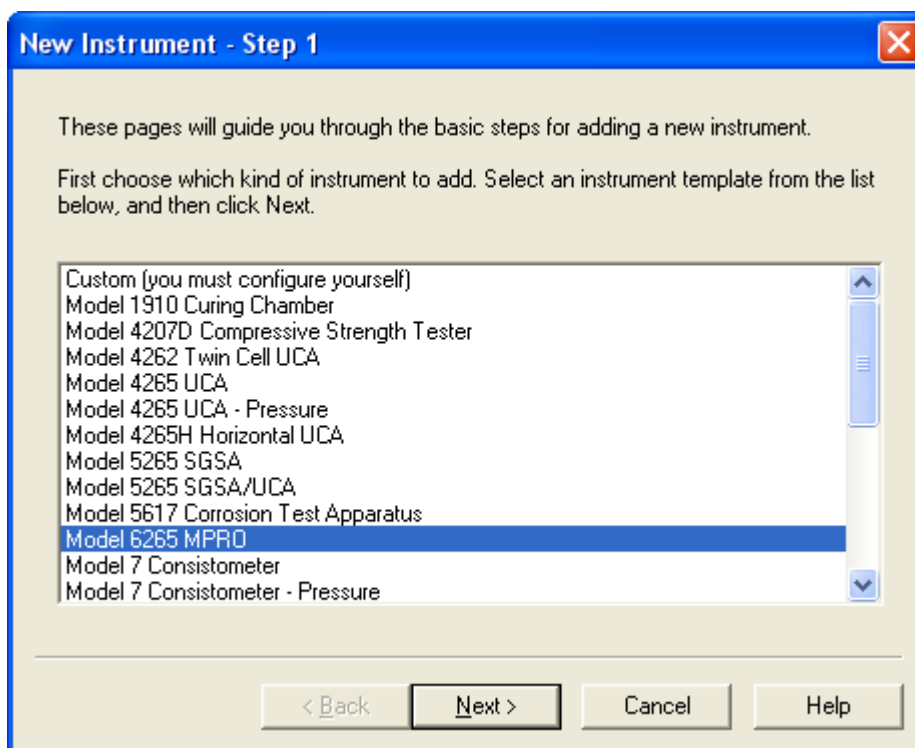 New Instrument - Step 1
These pages will guide you through the basic steps for adding a new instrument.
First choose which kind of instrument to add. Select an instrument template from the list
below, and then click Next.
Custom (you must configure yourself)
Model 1910 Curing Chamber
Model 4207D Compressive Strength Tester
Model 4262 Twin Cell UCA
Model 4265 UCA
Model 4265 UCA - Pressure
Model 4265H Horizontal UCA
Model 5265 SGSA
Model 5265 SGSA/UCA
Model 5617 Corrosion Test Apparatus
Model 6265 MPRO
Model 7 Consistometer
Model 7 Consistometer - Pressure
< Back Next > Cancel Help